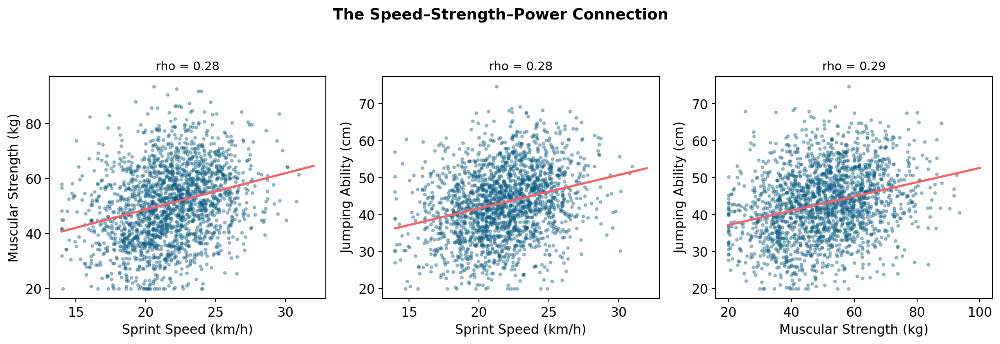 The Speed–Strength–Power Connection
rho = 0.28
Muscular Strength (kg)
80
60
40
20
15 20 25 30
Sprint Speed (km/h)
rho = 0.28
Jumping Ability (cm)
70
60
50
40
30
20
15 20 25 30
Sprint Speed (km/h)
rho = 0.29
Jumping Ability (cm)
70
60
50
40
30
20
20 40 60 80 100
Muscular Strength (kg)